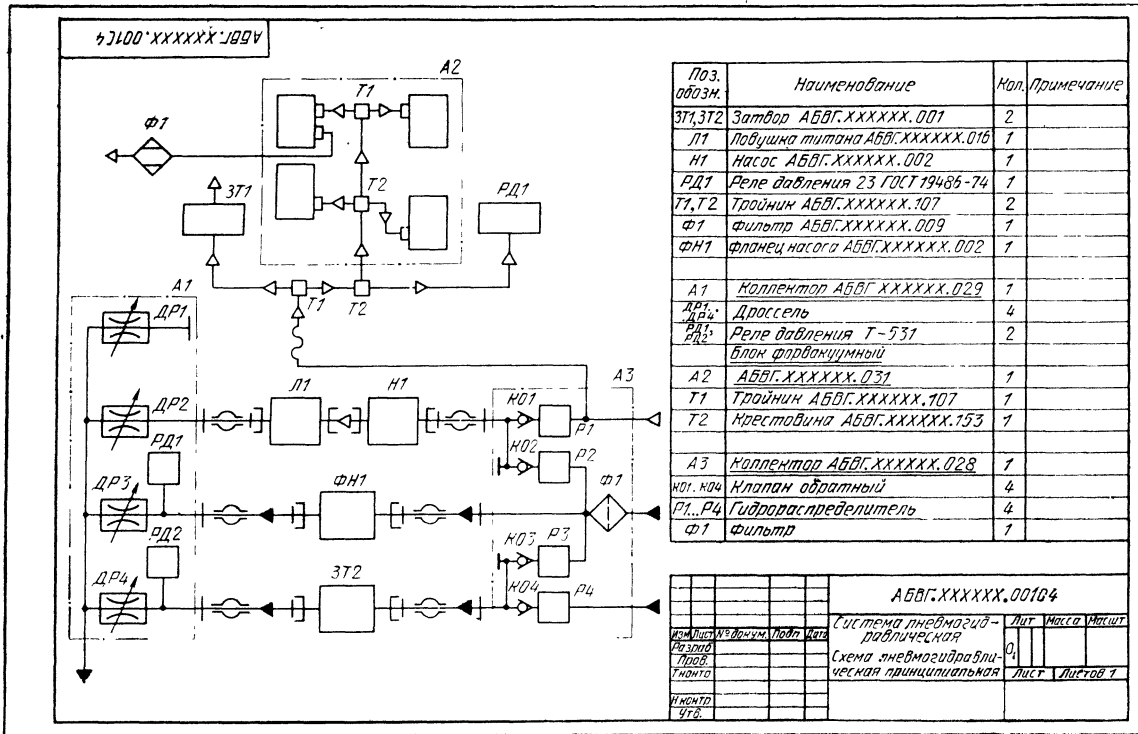 АБВГ.XXXXXX.001С4
А2
Т1
Ф1
ЗТ1
Т2
РД1
Т1
Т2
А1
ДР1
А3
Л1
Н1
КО1
ДР2
Р1
РД1
КО2
Р2
ДР3
ФН1
Ф1
РД2
КО3
Р3
ДР4
ЗТ2
КО4
Р4
Поз. обозн. Наименование Кол. Примечание
ЗТ1,ЗТ2 Затвор АБВГ.XXXXXX.001 2
Л1 Ловушка титана АБВГ.XXXXXX.016 1
Н1 Насос АБВГ.XXXXXX.002 1
РД1 Реле давления 23 ГОСТ 19486-74 1
Т1,Т2 Тройник АБВГ.XXXXXX.107 2
Ф1 Фильтр АБВГ.XXXXXX.009 1
ФН1 Фланец насоса АБВГ.XXXXXX.002 1
А1 Коллектор АБВГ XXXXXX.029 1
ДР1. .ДР4. Дроссель 4
РД1, РД2, Реле давления Т-531 2
Блок форвакуумный
А2 АБВГ.XXXXXX.031 1
Т1 Тройник АБВГ.XXXXXX.107 1
Т2 Крестовина АБВГ.XXXXXX.153 1
А3 Коллектор АБВГ.XXXXXX.028 1
КО1.КО4 Клапан обратный 4
Р1...Р4 Гидрораспределитель 4
Ф1 Фильтр 1
АБВГ.XXXXXX.001G4
Система пневмогид-
равлическая
Схема пневмогидравли-
ческая принципиальная
Лит Масса Масшт
О
Лист Листов 1
Изм Лист № докум. Подп Дата
Разраб
Пров.
Т контр
Н контр
Утв.